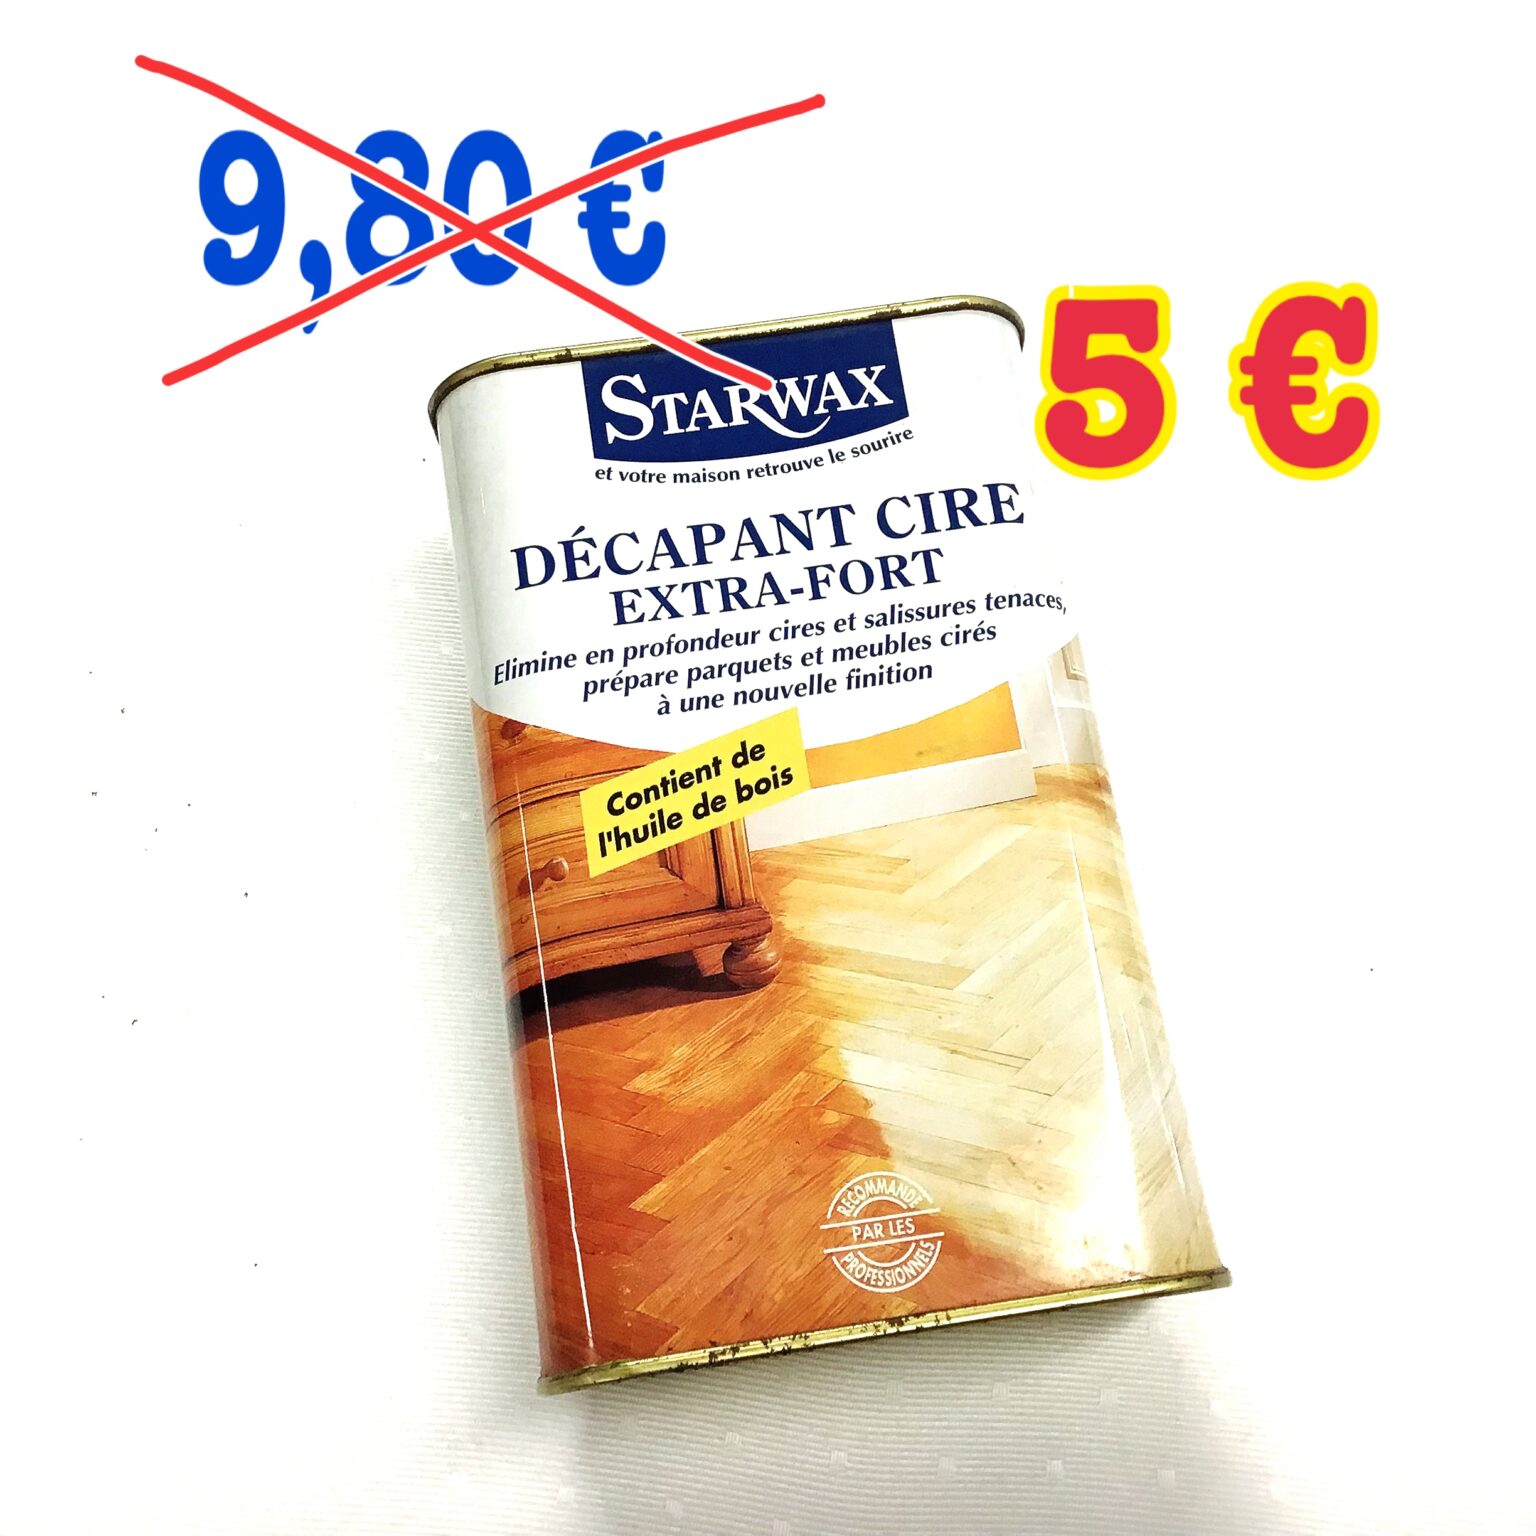 9,80 €
5 €
STARWAX
et votre maison retrouve le sourire
DÉCAPANT CIRE
EXTRA-FORT
Elimine en profondeur cires et salissures tenaces,
prépare parquets et meubles cirés
à une nouvelle finition
Contient de
l'huile de bois
RECOMMANDÉ
PAR LES
PROFESSIONNELS